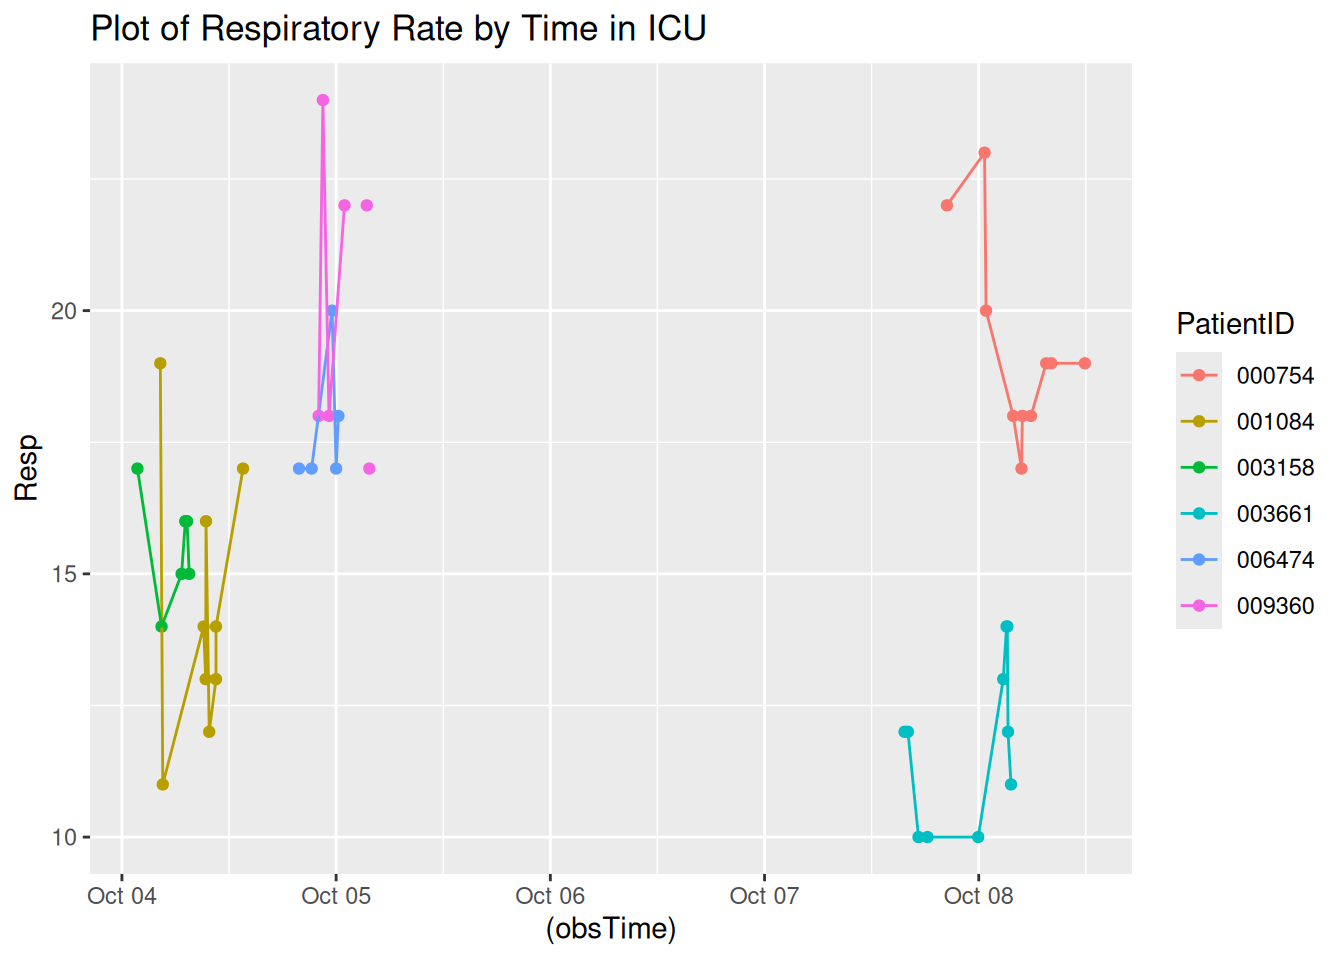 Plot of Respiratory Rate by Time in ICU
Resp
20
15
10
Oct 04 Oct 05 Oct 06 Oct 07 Oct 08
(obsTime)
PatientID
000754
001084
003158
003661
006474
009360